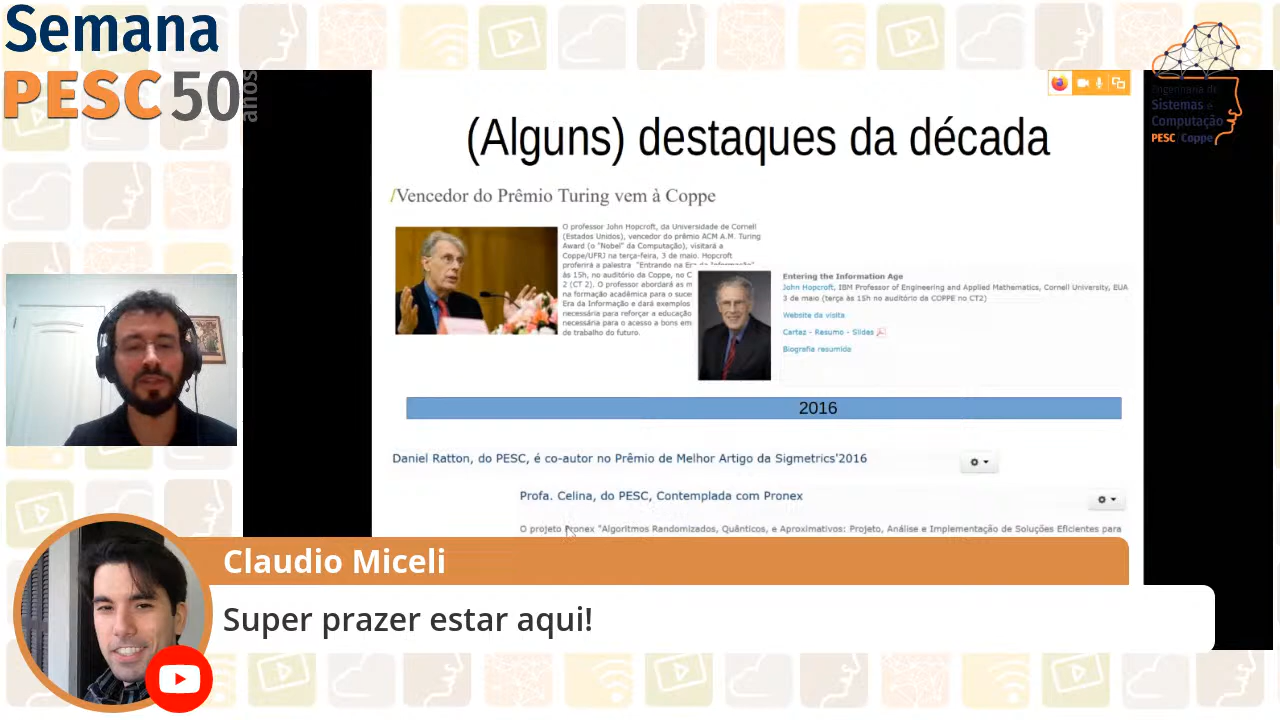 Semana
PESC 50
anos
Engenharia de
Sistemas e
Computação
PESC Coppe
(Alguns) destaques da década
/Vencedor do Prêmio Turing vem à Coppe
O professor John Hopcroft, da Universidade de Cornell
(Estados Unidos), vencedor do prêmio ACM A.M. Turing
Award (o "Nobel" da Computação), visitará a
Coppe/UFRJ na terça-feira, 3 de maio. Hopcroft
proferirá a palestra "Entrando na Era da Informação"
às 15h, no auditório da Coppe, no C
2 (CT 2). O professor abordará as m
na formação acadêmica para o suce
Era da Informação e dará exemplos
necessária para reforçar a educação
necessária para o acesso a bons em
de trabalho do futuro.
Entering the Information Age
John Hopcroft, IBM Professor of Engineering and Applied Mathematics, Cornell University, EUA
3 de maio (terça às 15h no auditório da COPPE no CT2)
Website da visita
Cartaz - Resumo - Slides
Biografia resumida
2016
Daniel Ratton, do PESC, é co-autor no Prêmio de Melhor Artigo da Sigmetrics'2016
Profa. Celina, do PESC, Contemplada com Pronex
O projeto Pronex "Algoritmos Randomizados, Quânticos, e Aproximativos: Projeto, Análise e Implementação de Soluções Eficientes para
Claudio Miceli
Super prazer estar aqui!